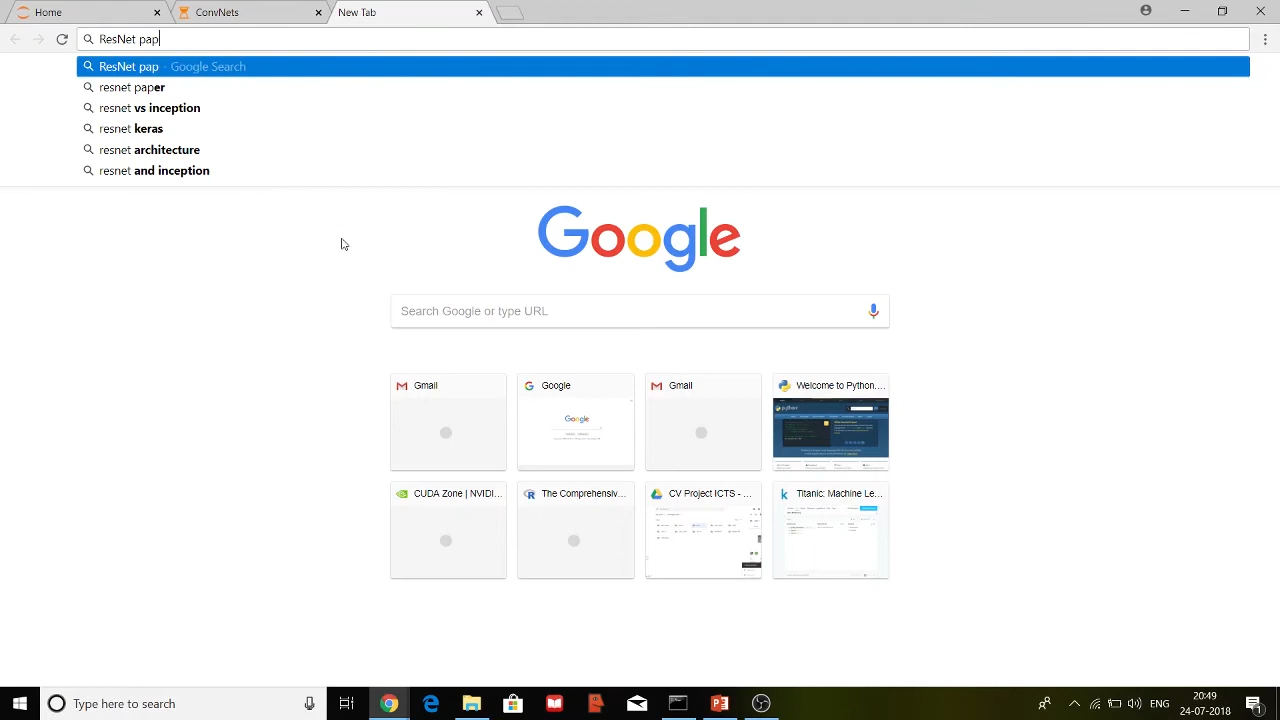 Home
ConvNets
New Tab
ResNet pap
ResNet pap - Google Search
resnet paper
resnet vs inception
resnet keras
resnet architecture
resnet and inception
Google
Search Google or type URL
Gmail
Google
Gmail
Welcome to Python....
CUDA Zone | NVIDI...
The Comprehensiv...
CV Project ICTS - ...
Titanic: Machine Le...
Type here to search
ENG
20:49
24-07-2018